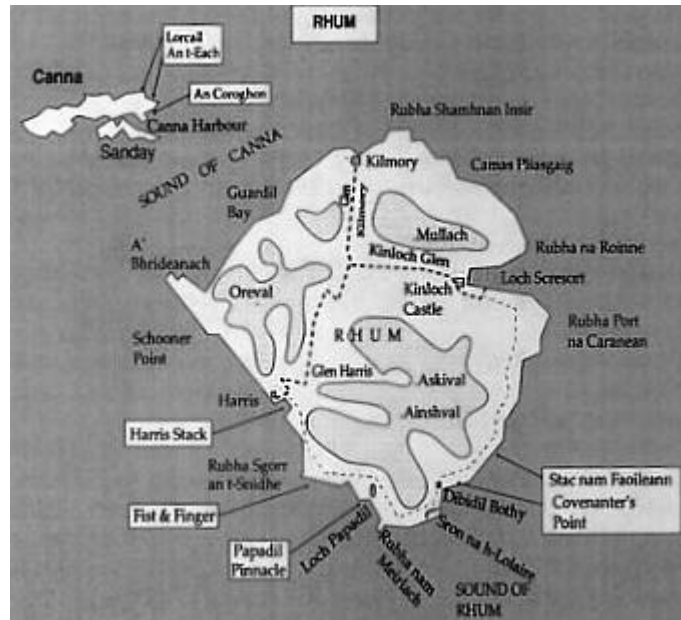 RHUM
Lorcail
An t-Each
Canna
An Coroghon
Canna Harbour
Sanday
SOUND OF CANNA
Rubha Shamhnan Insir
Kilmory
Camas Pliasgaig
Guardil
Bay
Glen
Kilmory
Mullach
A'
Bhrideanach
Kinloch Glen
Rubha na Roinne
Loch Scresort
Oreval
Kinloch
Castle
Schooner
Point
RHUM
Rubha Port
na Caranean
Glen Harris
Askival
Harris
Ainshval
Harris Stack
Rubha Sgorr
an t-Snidhe
Stac nam Faoileann
Covenanter's
Point
Dibidil Bothy
Fist & Finger
Papadil
Pinnacle
Loch Papadil
Rubha nam
Meirlach
Sron na h-Lolaire
SOUND OF
RHUM